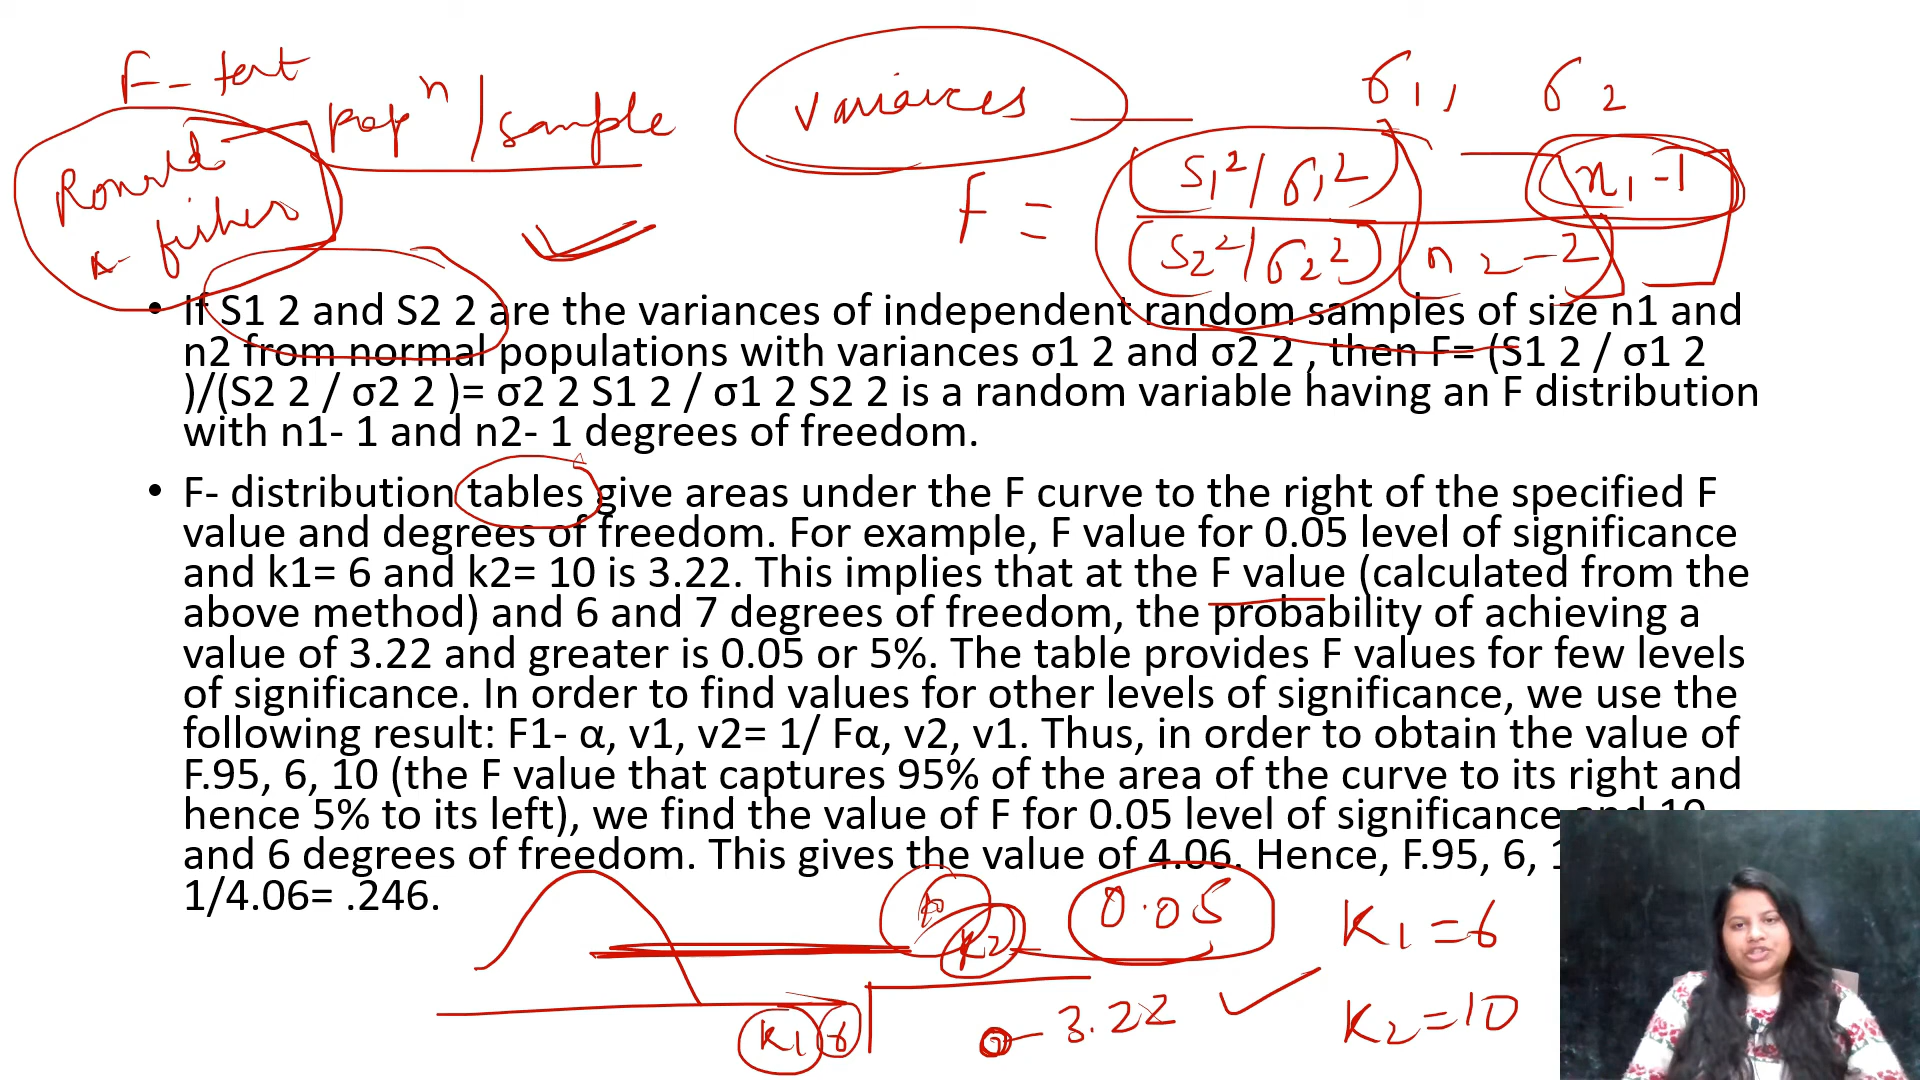 F - test
popⁿ / sample
variances
σ1, σ2
Ronald
A. fisher
F = S1²/σ1² n1 -1
S2²/σ2² n2 -2
• If S1 2 and S2 2 are the variances of independent random samples of size n1 and
n2 from normal populations with variances σ1 2 and σ2 2 , then F= (S1 2 / σ1 2
)/(S2 2 / σ2 2 )= σ2 2 S1 2 / σ1 2 S2 2 is a random variable having an F distribution
with n1- 1 and n2- 1 degrees of freedom.
• F- distribution tables give areas under the F curve to the right of the specified F
value and degrees of freedom. For example, F value for 0.05 level of significance
and k1= 6 and k2= 10 is 3.22. This implies that at the F value (calculated from the
above method) and 6 and 7 degrees of freedom, the probability of achieving a
value of 3.22 and greater is 0.05 or 5%. The table provides F values for few levels
of significance. In order to find values for other levels of significance, we use the
following result: F1- α, v1, v2= 1/ Fα, v2, v1. Thus, in order to obtain the value of
F.95, 6, 10 (the F value that captures 95% of the area of the curve to its right and
hence 5% to its left), we find the value of F for 0.05 level of significance and 10
and 6 degrees of freedom. This gives the value of 4.06. Hence, F.95, 6, 1
1/4.06= .246.
10 0.05 K1 = 6
K2
K1 6 3.22 K2 = 10